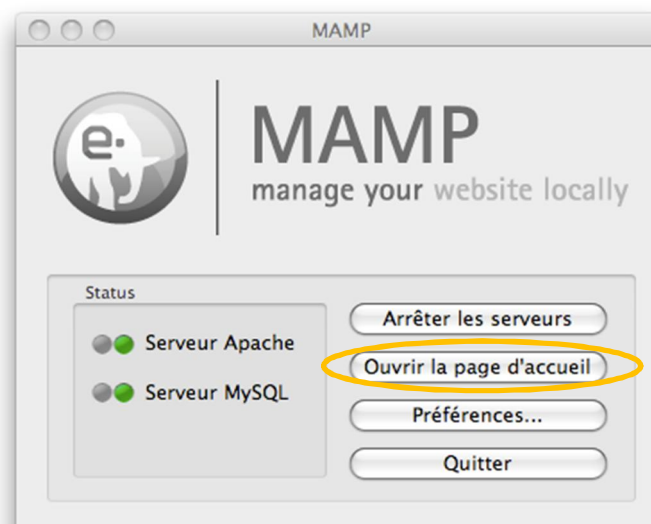 MAMP
e.
MAMP
manage your website locally
Status
Serveur Apache
Serveur MySQL
Arrêter les serveurs
Ouvrir la page d'accueil
Préférences...
Quitter